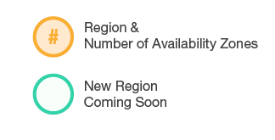 #
Region &
Number of Availability Zones
New Region
Coming Soon